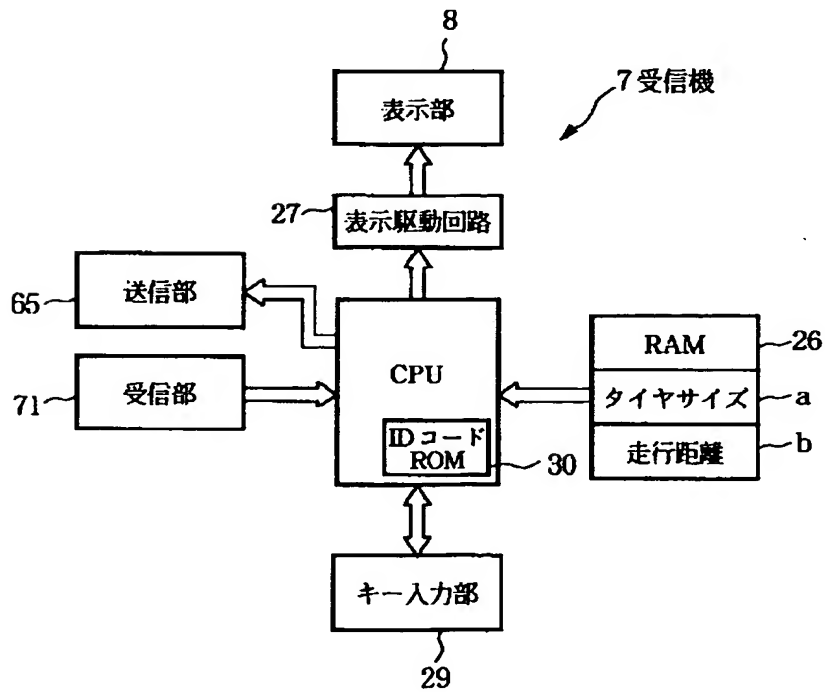 8
7受信機
表示部
27
表示駆動回路
65
送信部
CPU
RAM
26
タイヤサイズ
a
71
受信部
走行距離
b
IDコード
ROM
30
キー入力部
29